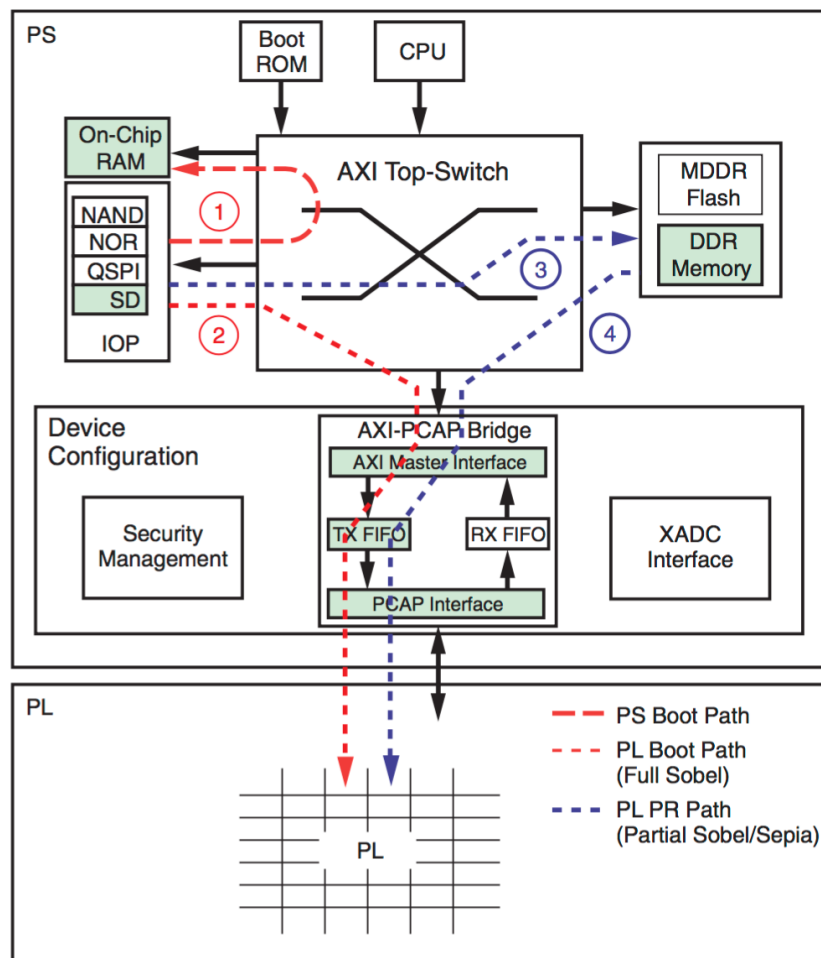 PS
Boot
ROM
CPU
On-Chip
RAM
AXI Top-Switch
MDDR
Flash
DDR
Memory
NAND
NOR
QSPI
SD
IOP
1
2
3
4
Device
Configuration
AXI-PCAP Bridge
AXI Master Interface
Security
Management
TX FIFO
RX FIFO
XADC
Interface
PCAP Interface
PL
PS Boot Path
PL Boot Path
(Full Sobel)
PL PR Path
(Partial Sobel/Sepia)
PL